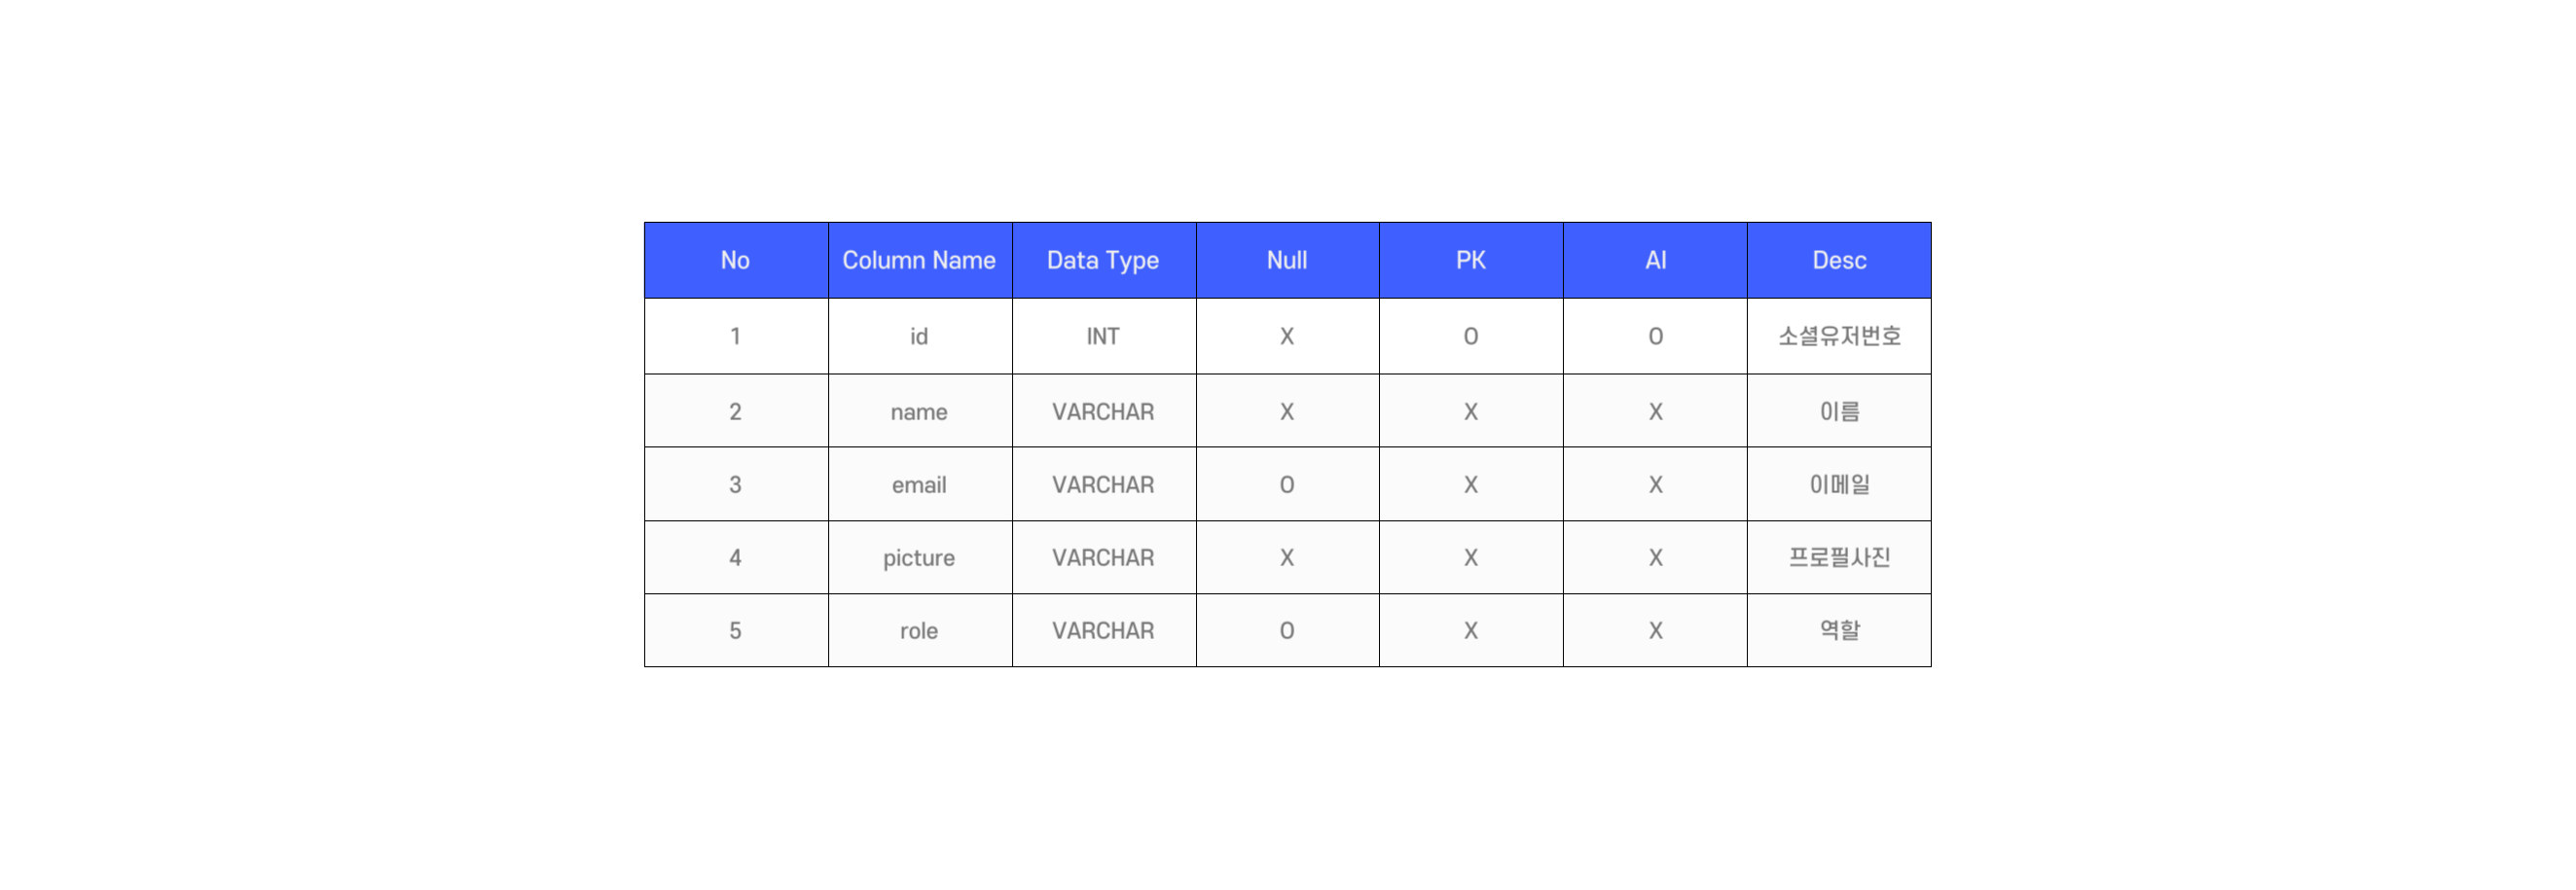 No Column Name Data Type Null PK AI Desc
1 id INT X O O 소셜유저번호
2 name VARCHAR X X X 이름
3 email VARCHAR O X X 이메일
4 picture VARCHAR X X X 프로필사진
5 role VARCHAR O X X 역할